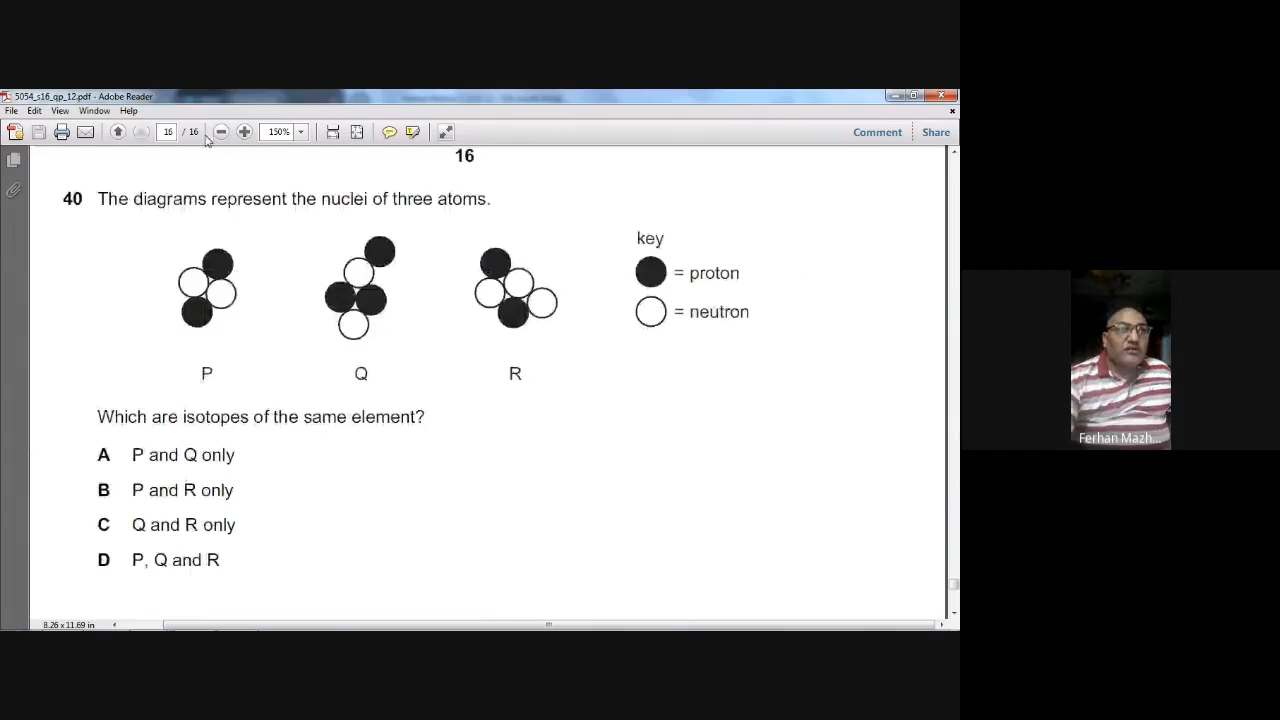 5054_s16_qp_12.pdf - Adobe Reader
File Edit View Window Help
16 / 16 150% Comment Share
16
40 The diagrams represent the nuclei of three atoms.
key
= proton
= neutron
P Q R
Which are isotopes of the same element?
A P and Q only
B P and R only
C Q and R only
D P, Q and R
8.26 x 11.69 in
Ferhan Mazh...